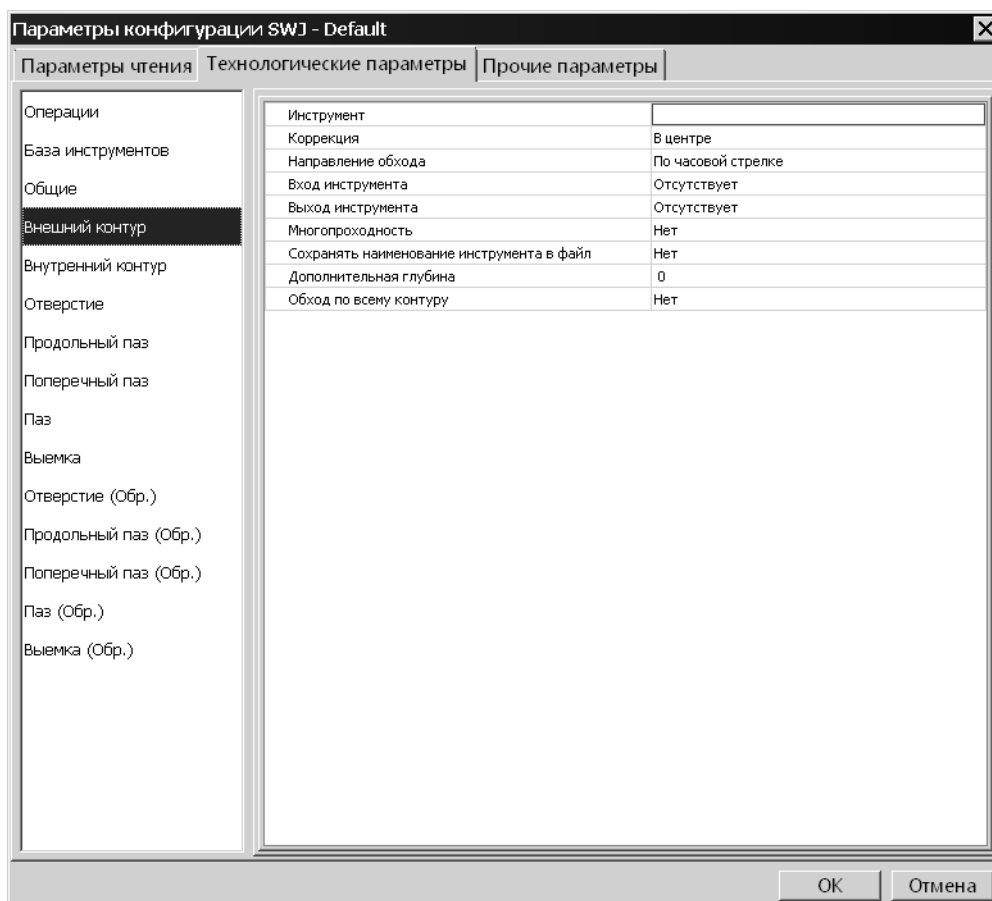 Параметры конфигурации SWJ - Default
Параметры чтения Технологические параметры Прочие параметры
Операции
База инструментов
Общие
Внешний контур
Внутренний контур
Отверстие
Продольный паз
Поперечный паз
Паз
Выемка
Отверстие (Обр.)
Продольный паз (Обр.)
Поперечный паз (Обр.)
Паз (Обр.)
Выемка (Обр.)
Инструмент
Коррекция В центре
Направление обхода По часовой стрелке
Вход инструмента Отсутствует
Выход инструмента Отсутствует
Многопроходность Нет
Сохранять наименование инструмента в файл Нет
Дополнительная глубина 0
Обход по всему контуру Нет
OK Отмена